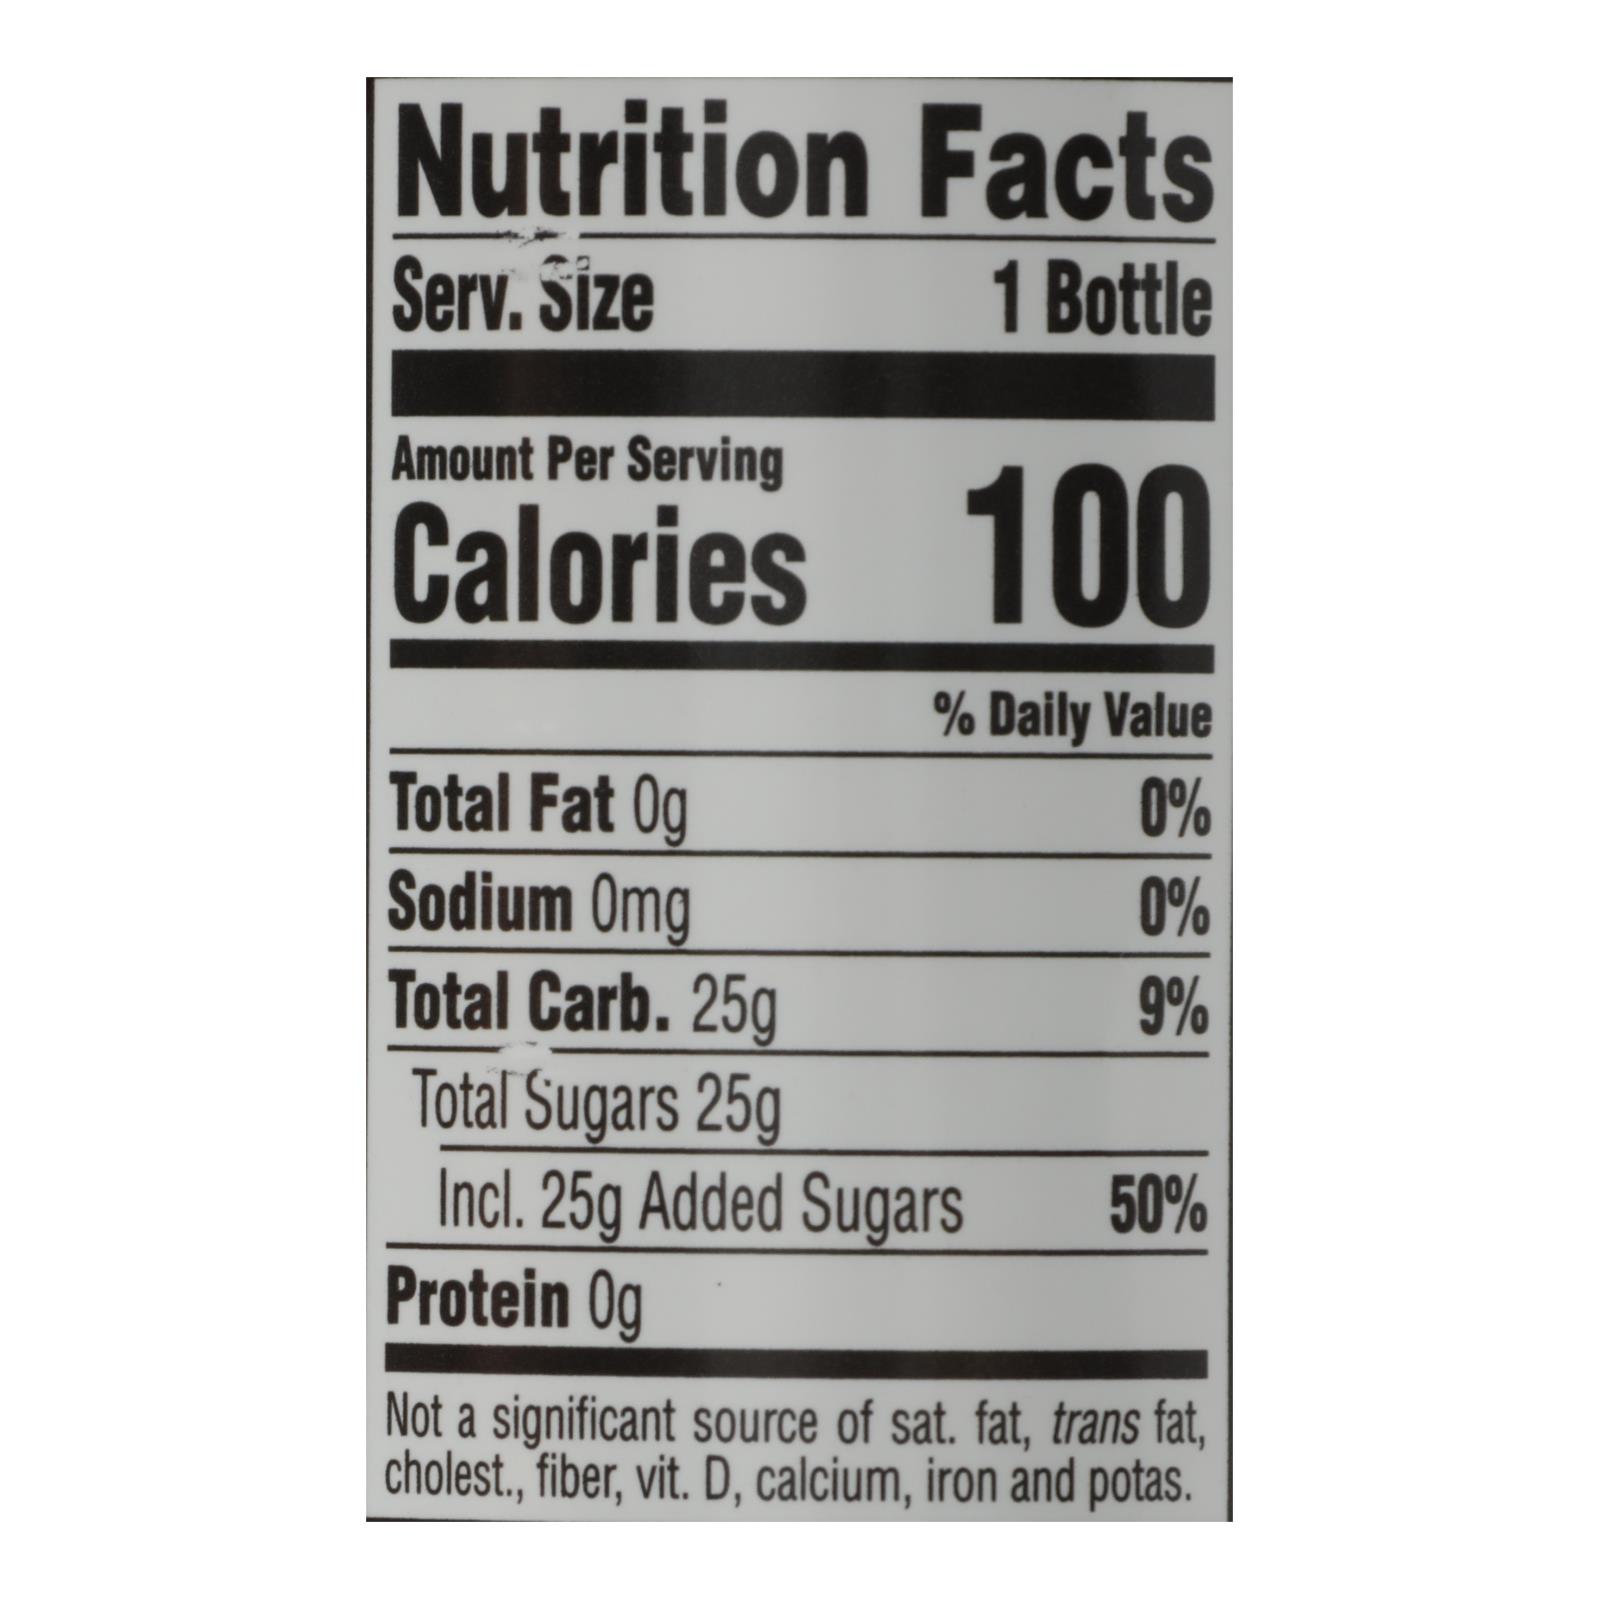 Nutrition Facts
Serv. Size 1 Bottle
Amount Per Serving
Calories 100
% Daily Value
Total Fat 0g 0%
Sodium 0mg 0%
Total Carb. 25g 9%
Total Sugars 25g
Incl. 25g Added Sugars 50%
Protein 0g
Not a significant source of sat. fat, trans fat,
cholest., fiber, vit. D, calcium, iron and potas.